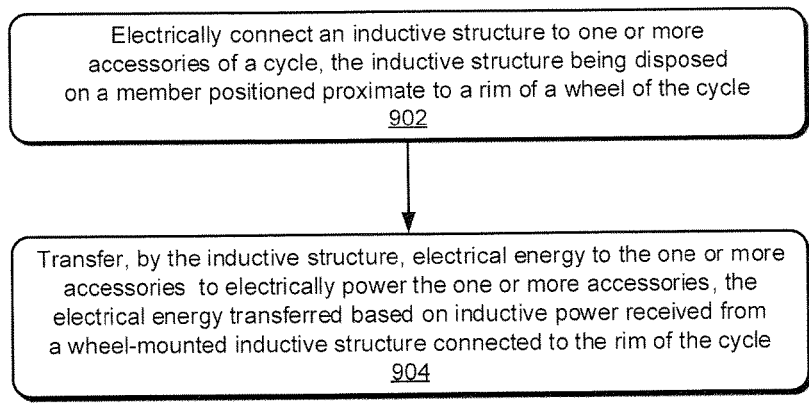 Electrically connect an inductive structure to one or more
accessories of a cycle, the inductive structure being disposed
on a member positioned proximate to a rim of a wheel of the cycle
902
Transfer, by the inductive structure, electrical energy to the one or more
accessories to electrically power the one or more accessories, the
electrical energy transferred based on inductive power received from
a wheel-mounted inductive structure connected to the rim of the cycle
904